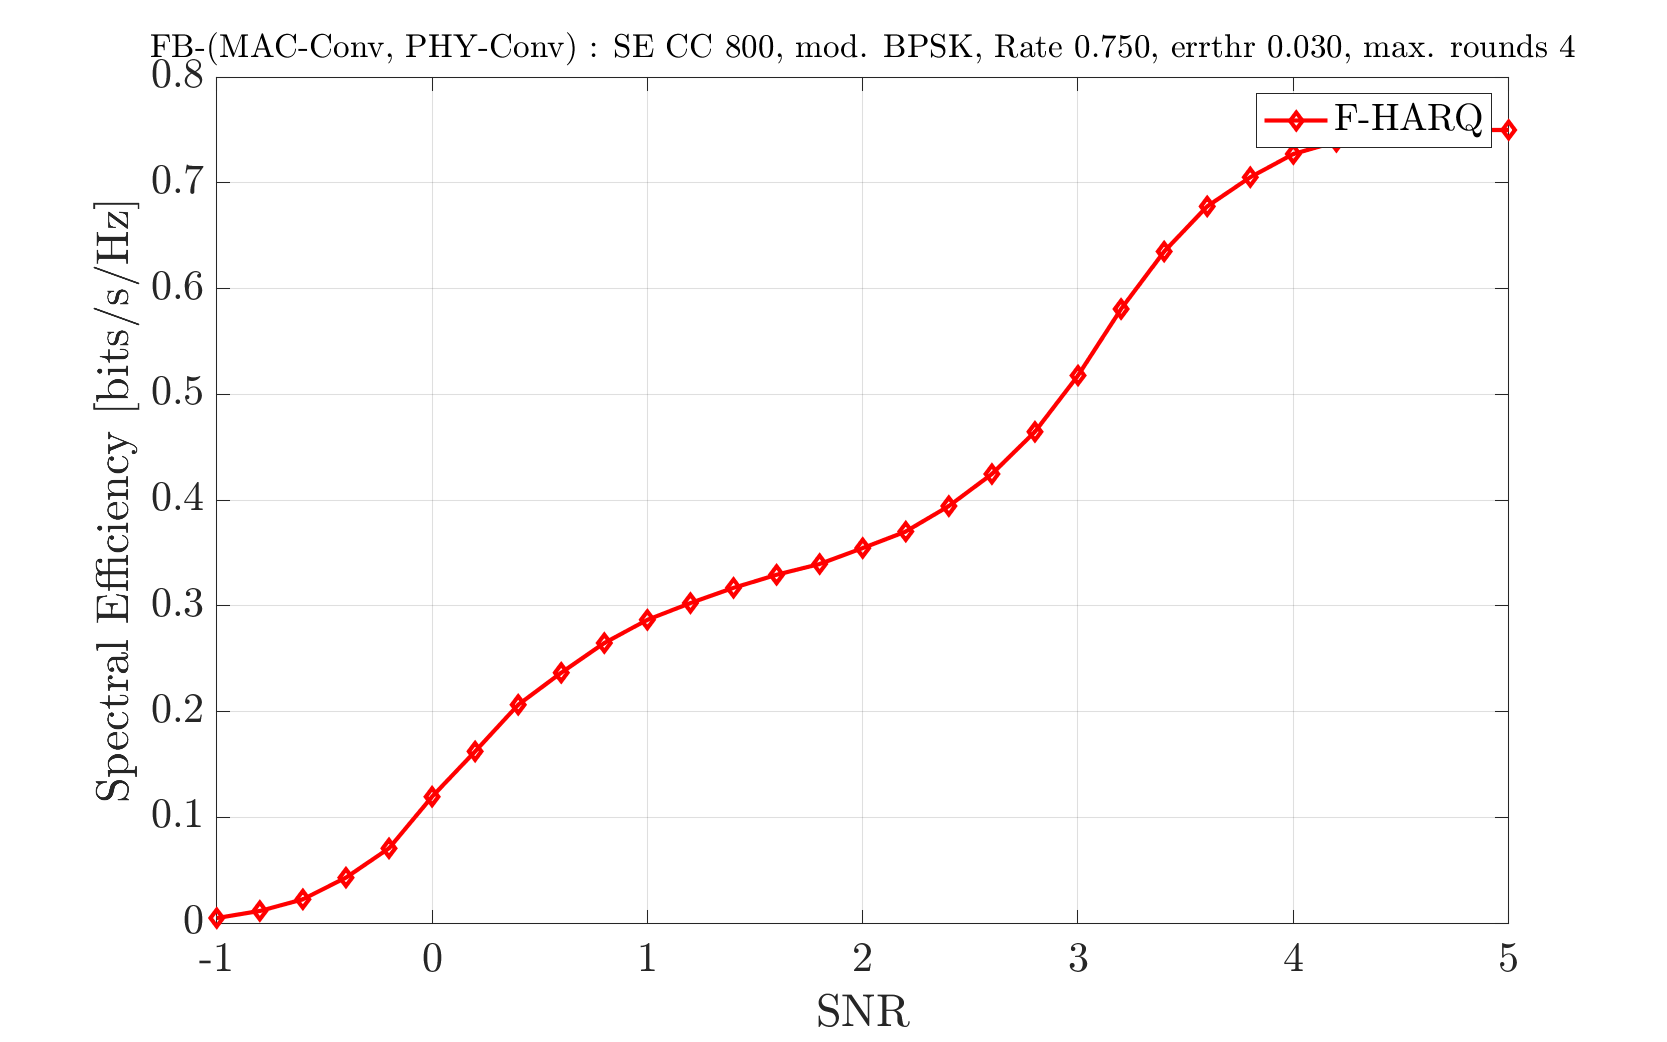 FB-(MAC-Conv, PHY-Conv) : SE CC 800, mod. BPSK, Rate 0.750, errthr 0.030, max. rounds 4
F-HARQ
Spectral Efficiency [bits/s/Hz]
0.8
0.7
0.6
0.5
0.4
0.3
0.2
0.1
0
-1 0 1 2 3 4 5
SNR